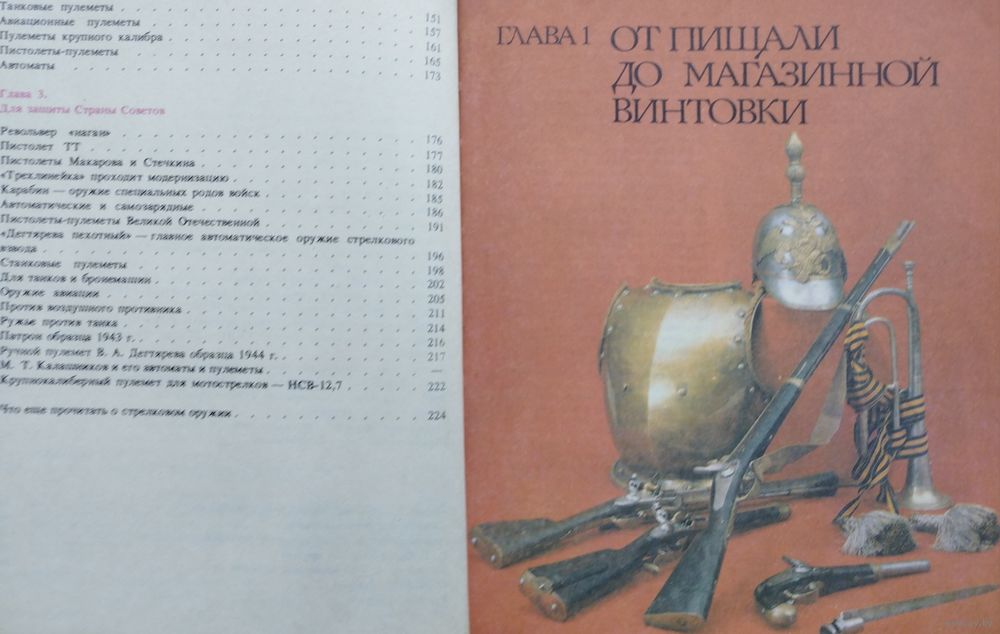 Танковые пулеметы . . . . . . . . . . . . . 151
Авиационные пулеметы . . . . . . . . . . . . 157
Пулеметы крупного калибра . . . . . . . . . . 161
Пистолеты-пулеметы . . . . . . . . . . . . . 165
Автоматы . . . . . . . . . . . . . . . . . 173
Глава 3.
Для защиты Страны Советов
Револьвер «наган» . . . . . . . . . . . . . 176
Пистолет ТТ . . . . . . . . . . . . . . . 177
Пистолеты Макарова и Стечкина . . . . . . . . 180
«Трехлинейка» проходит модернизацию . . . . . . 182
Карабин — оружие специальных родов войск . . . . 185
Автоматические и самозарядные . . . . . . . . 186
Пистолеты-пулеметы Великой Отечественной . . . . 191
«Дегтярева пехотный» — главное автоматическое оружие стрелкового
взвода . . . . . . . . . . . . . . . . . . 196
Станковые пулеметы . . . . . . . . . . . . . 198
Для танков и бронемашин . . . . . . . . . . . 202
Оружие авиации . . . . . . . . . . . . . . 205
Против воздушного противника . . . . . . . . . 211
Ружье против танка . . . . . . . . . . . . . 214
Патрон образца 1943 г. . . . . . . . . . . . 216
Ручной пулемет В. А. Дегтярева образца 1944 г. . . . 217
М. Т. Калашников и его автоматы и пулеметы . . . . —
Крупнокалиберный пулемет для мотострелков — НСВ-12,7 . . . . 222
Что еще прочитать о стрелковом оружии . . . . . . 224
ГЛАВА 1 ОТ ПИЩАЛИ
ДО МАГАЗИННОЙ
ВИНТОВКИ